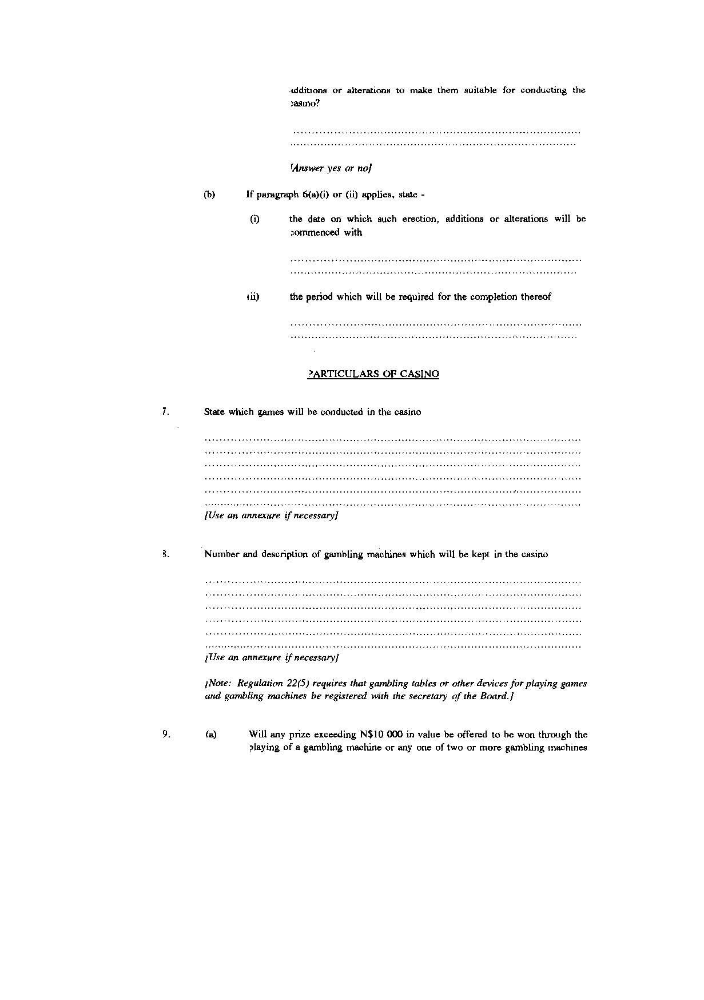 additions or alterations to make them suitable for conducting the
casino?
....................................................................................
....................................................................................
[Answer yes or no]
(b) If paragraph 6(a)(i) or (ii) applies, state -
(i) the date on which such erection, additions or alterations will be
commenced with
....................................................................................
....................................................................................
(ii) the period which will be required for the completion thereof
....................................................................................
....................................................................................
PARTICULARS OF CASINO
7. State which games will be conducted in the casino
..............................................................................................................
..............................................................................................................
..............................................................................................................
..............................................................................................................
..............................................................................................................
..............................................................................................................
[Use an annexure if necessary]
8. Number and description of gambling machines which will be kept in the casino
..............................................................................................................
..............................................................................................................
..............................................................................................................
..............................................................................................................
..............................................................................................................
..............................................................................................................
[Use an annexure if necessary]
[Note: Regulation 22(5) requires that gambling tables or other devices for playing games
and gambling machines be registered with the secretary of the Board.]
9. (a) Will any prize exceeding N$10 000 in value be offered to be won through the
playing of a gambling machine or any one of two or more gambling machines